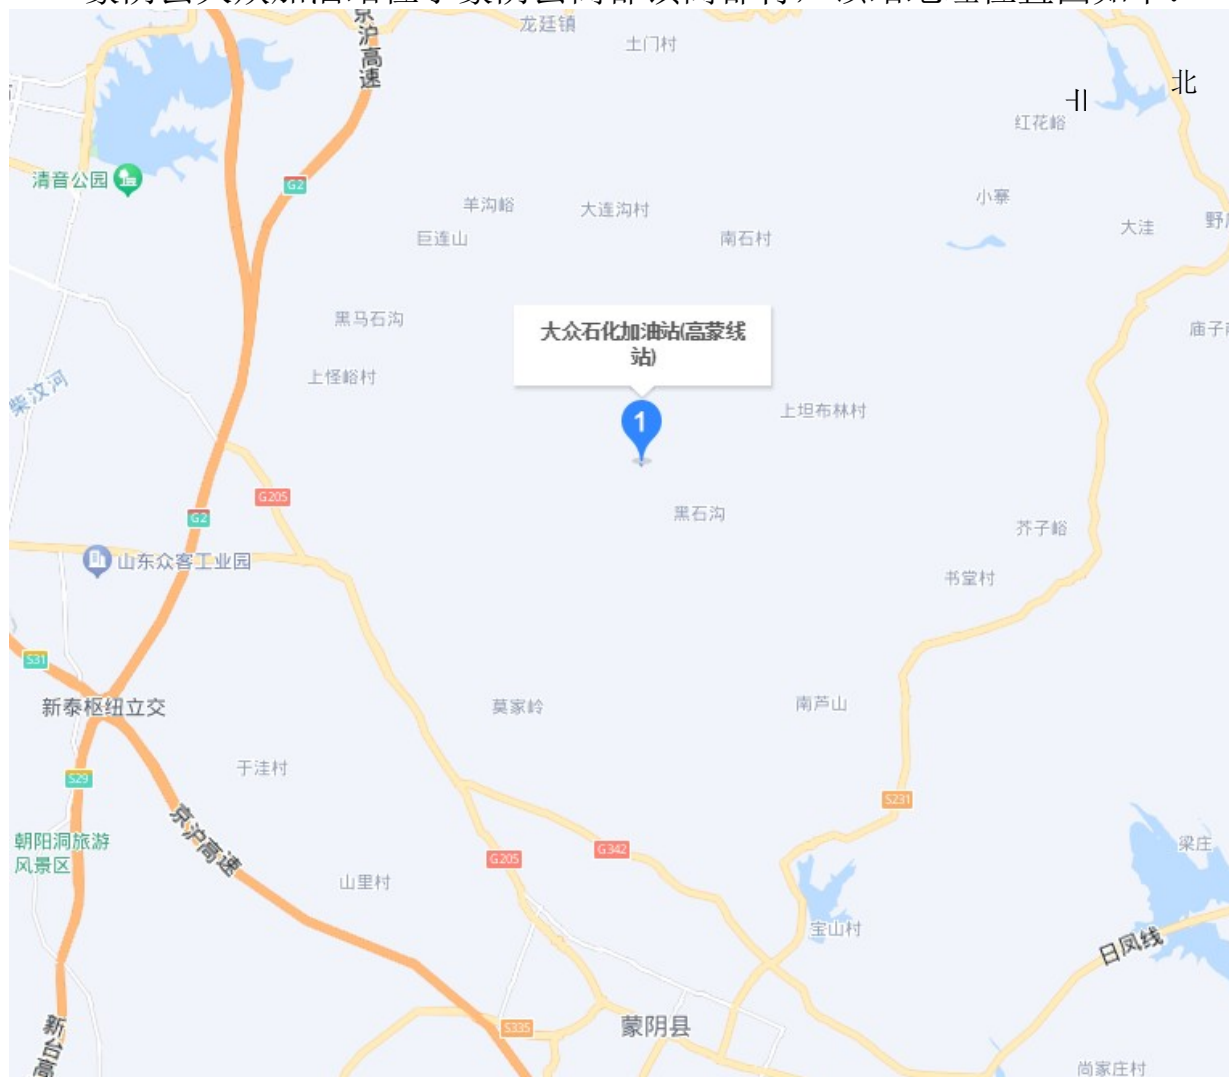 京沪高速
龙廷镇
土门村
北
红花峪
清音公园
G2
羊沟峪
大连沟村
小寨
巨连山
南石村
大洼
黑马石沟
大众石化加油站(高蒙线
站)
上怪峪村
柴汶河
1
上坦布林村
G205
黑石沟
G2
芥子峪
山东众客工业园
书堂村
S31
新泰枢纽立交
莫家岭
南芦山
于洼村
S29
S231
京沪高速
朝阳洞旅游
风景区
G205
G342
梁庄
山里村
宝山村
日凤线
S335
蒙阴县
尚家庄村